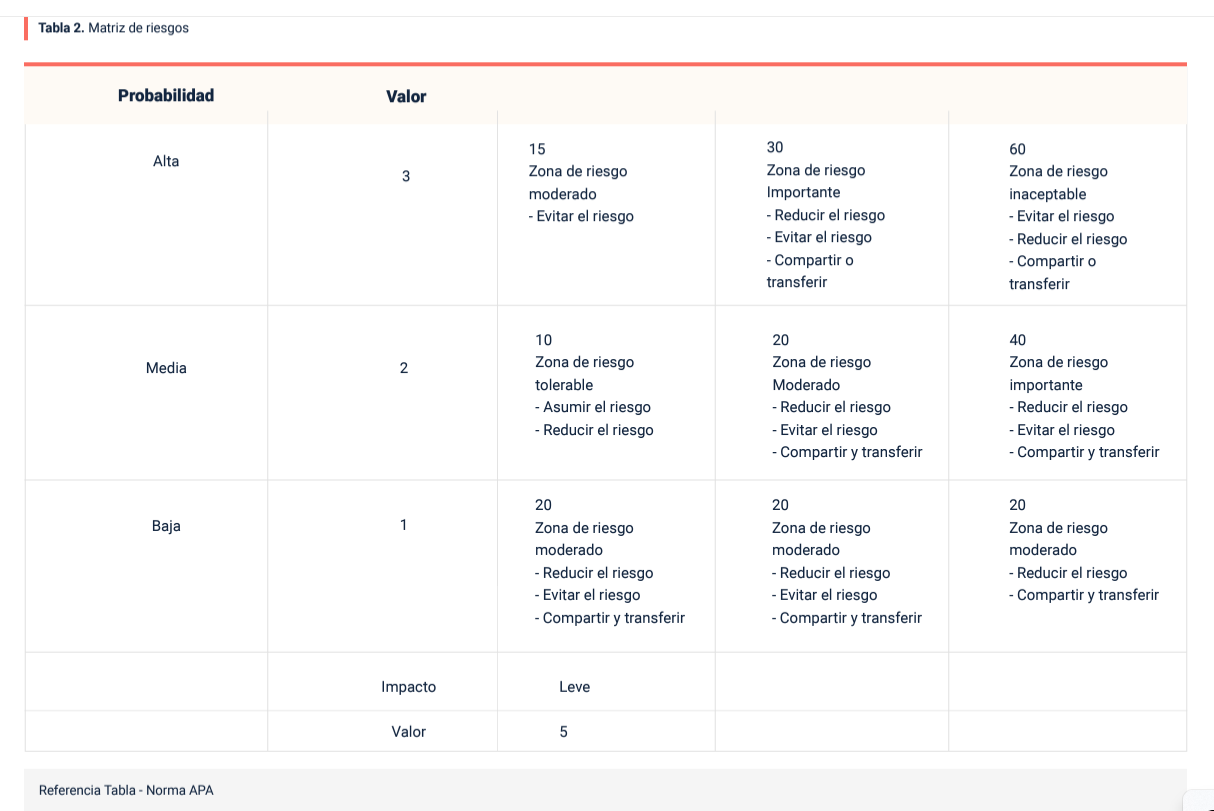 Tabla 2. Matriz de riesgos
Probabilidad
Valor
Alta
3
15
Zona de riesgo
moderado
- Evitar el riesgo
30
Zona de riesgo
Importante
- Reducir el riesgo
- Evitar el riesgo
- Compartir o
transferir
60
Zona de riesgo
inaceptable
- Evitar el riesgo
- Reducir el riesgo
- Compartir o
transferir
Media
2
10
Zona de riesgo
tolerable
- Asumir el riesgo
- Reducir el riesgo
20
Zona de riesgo
Moderado
- Reducir el riesgo
- Evitar el riesgo
- Compartir y transferir
40
Zona de riesgo
importante
- Reducir el riesgo
- Evitar el riesgo
- Compartir y transferir
Baja
1
20
Zona de riesgo
moderado
- Reducir el riesgo
- Evitar el riesgo
- Compartir y transferir
20
Zona de riesgo
moderado
- Reducir el riesgo
- Evitar el riesgo
- Compartir y transferir
20
Zona de riesgo
moderado
- Reducir el riesgo
- Compartir y transferir
Impacto
Leve
Valor
5
Referencia Tabla - Norma APA